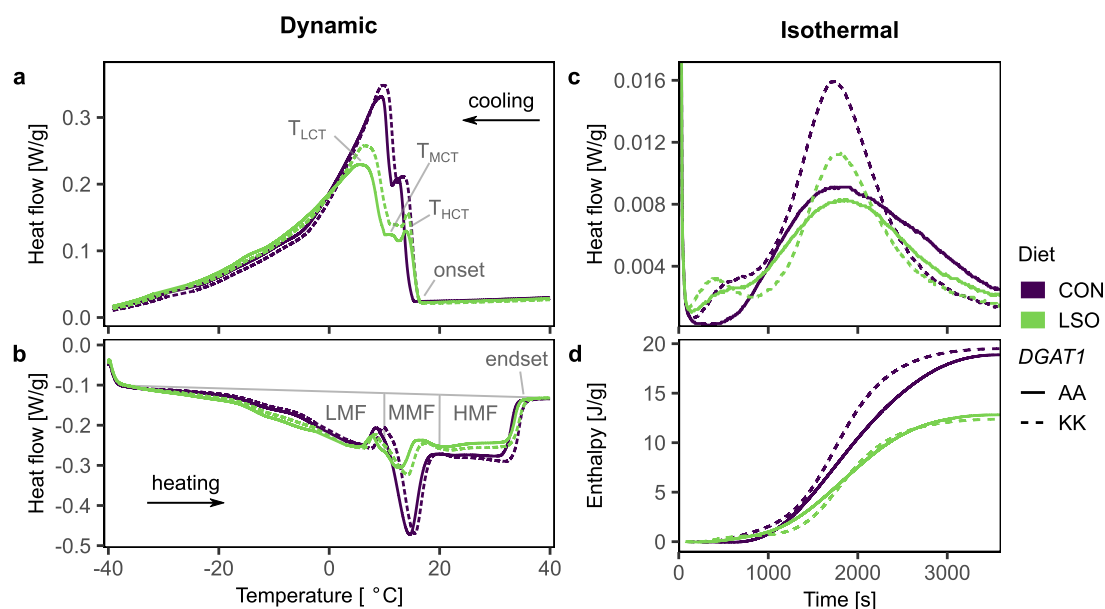 Dynamic
Isothermal
a
Heat flow [W/g]
0.3
0.2
0.1
0.0
T_LCT
T_MCT
T_HCT
onset
cooling
b
Heat flow [W/g]
0.0
-0.1
-0.2
-0.3
-0.4
-0.5
endset
LMF
MMF
HMF
heating
-40
-20
0
20
40
Temperature [ °C]
c
Heat flow [W/g]
0.016
0.012
0.008
0.004
d
Enthalpy [J/g]
20
15
10
5
0
0
1000
2000
3000
Time [s]
Diet
CON
LSO
DGAT1
AA
KK